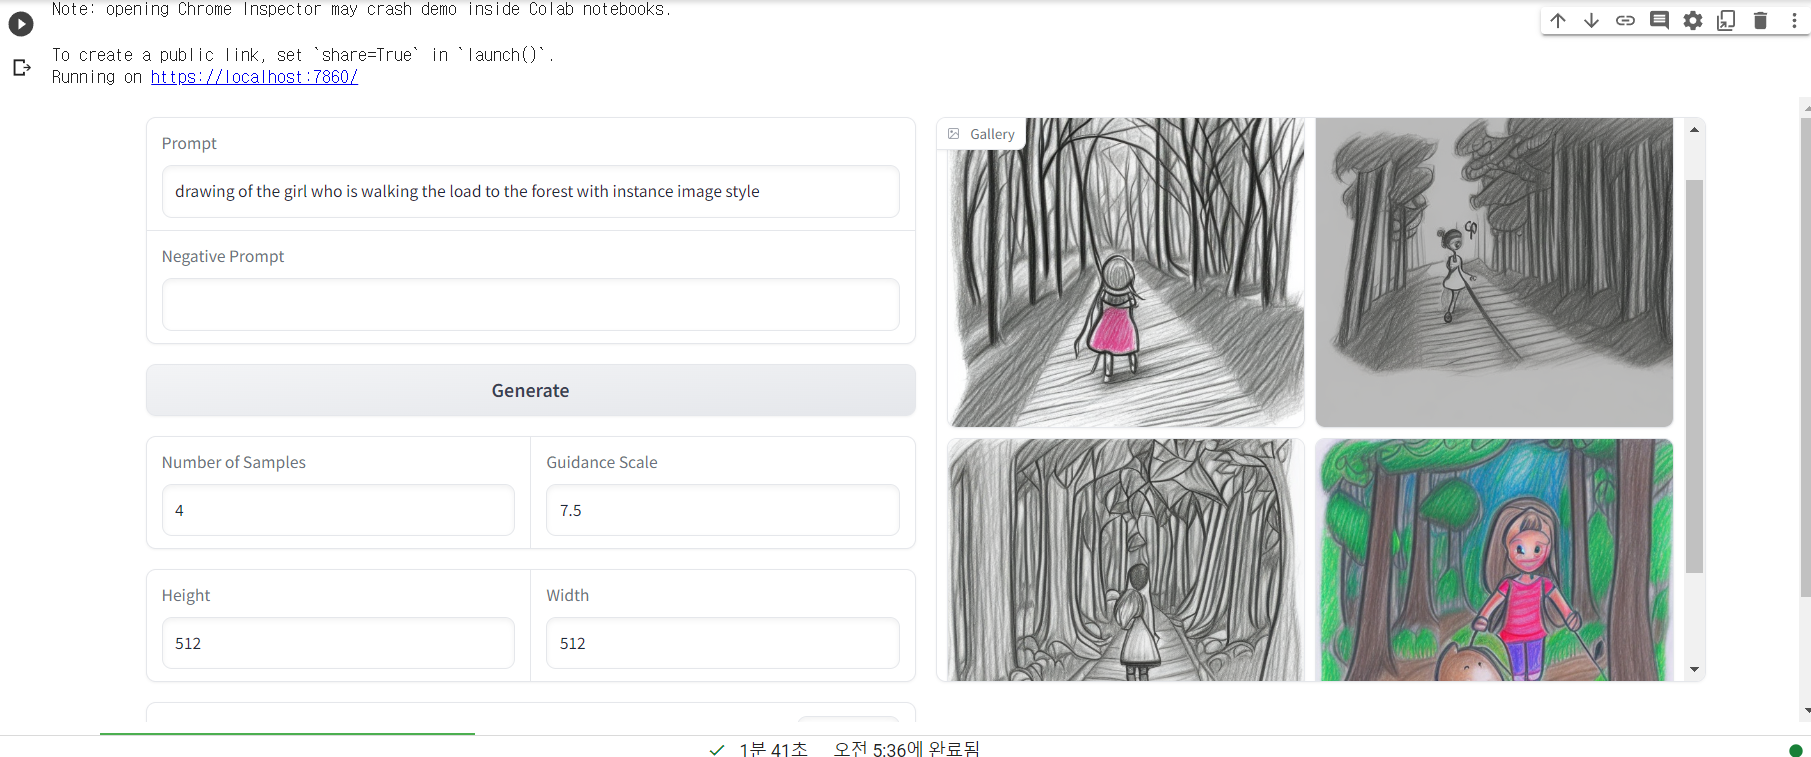 Note: opening Chrome Inspector may crash demo inside Colab notebooks.
To create a public link, set `share=True` in `launch()`.
Running on https://localhost:7860/
Prompt
drawing of the girl who is walking the load to the forest with instance image style
Negative Prompt
Generate
Number of Samples
4
Guidance Scale
7.5
Height
512
Width
512
Gallery
1분 41초 오전 5:36에 완료됨